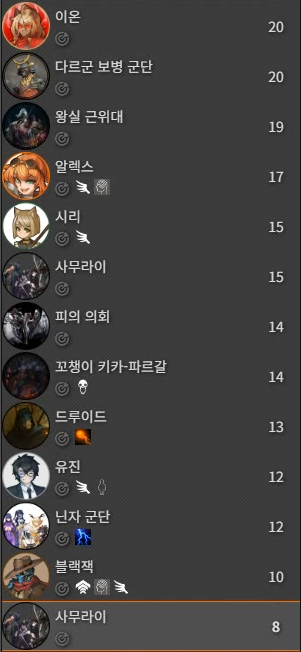 이온
20
다르군 보병 군단
20
왕실 근위대
19
알렉스
17
시리
15
사무라이
15
피의 의회
14
꼬챙이 키카-파르갈
14
드루이드
13
유진
12
닌자 군단
12
블랙잭
10
사무라이
8